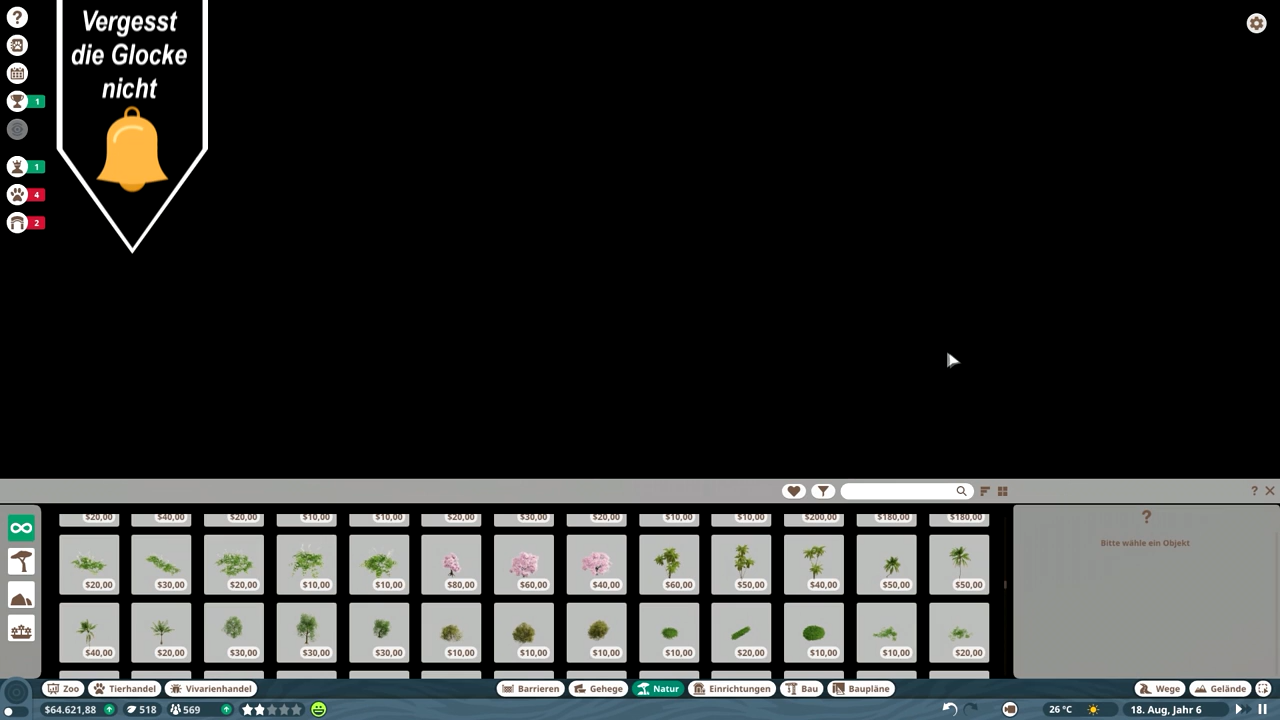 Vergesst
die Glocke
nicht
1
1
4
2
?
?
Bitte wähle ein Objekt
$20,00 $40,00 $20,00 $10,00 $10,00 $20,00 $30,00 $20,00 $10,00 $10,00 $200,00 $180,00 $180,00
$20,00 $30,00 $20,00 $10,00 $10,00 $80,00 $60,00 $40,00 $60,00 $50,00 $40,00 $50,00 $50,00
$40,00 $20,00 $30,00 $30,00 $30,00 $10,00 $10,00 $10,00 $10,00 $20,00 $10,00 $10,00 $20,00
Zoo Tierhandel Vivarienhandel Barrieren Gehege Natur Einrichtungen Bau Baupläne Wege Gelände
$64.621,88 518 569 26 °C 18. Aug, Jahr 6